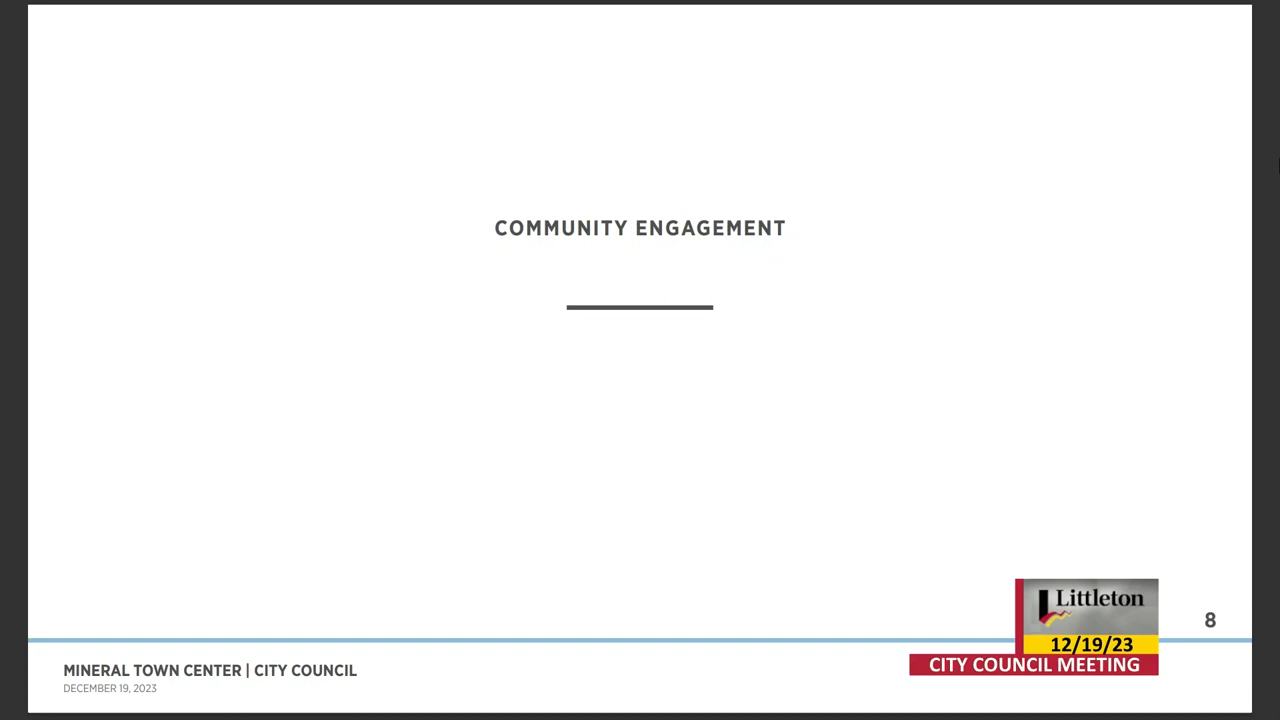 COMMUNITY ENGAGEMENT
Littleton
8
12/19/23
CITY COUNCIL MEETING
MINERAL TOWN CENTER | CITY COUNCIL
DECEMBER 19, 2023